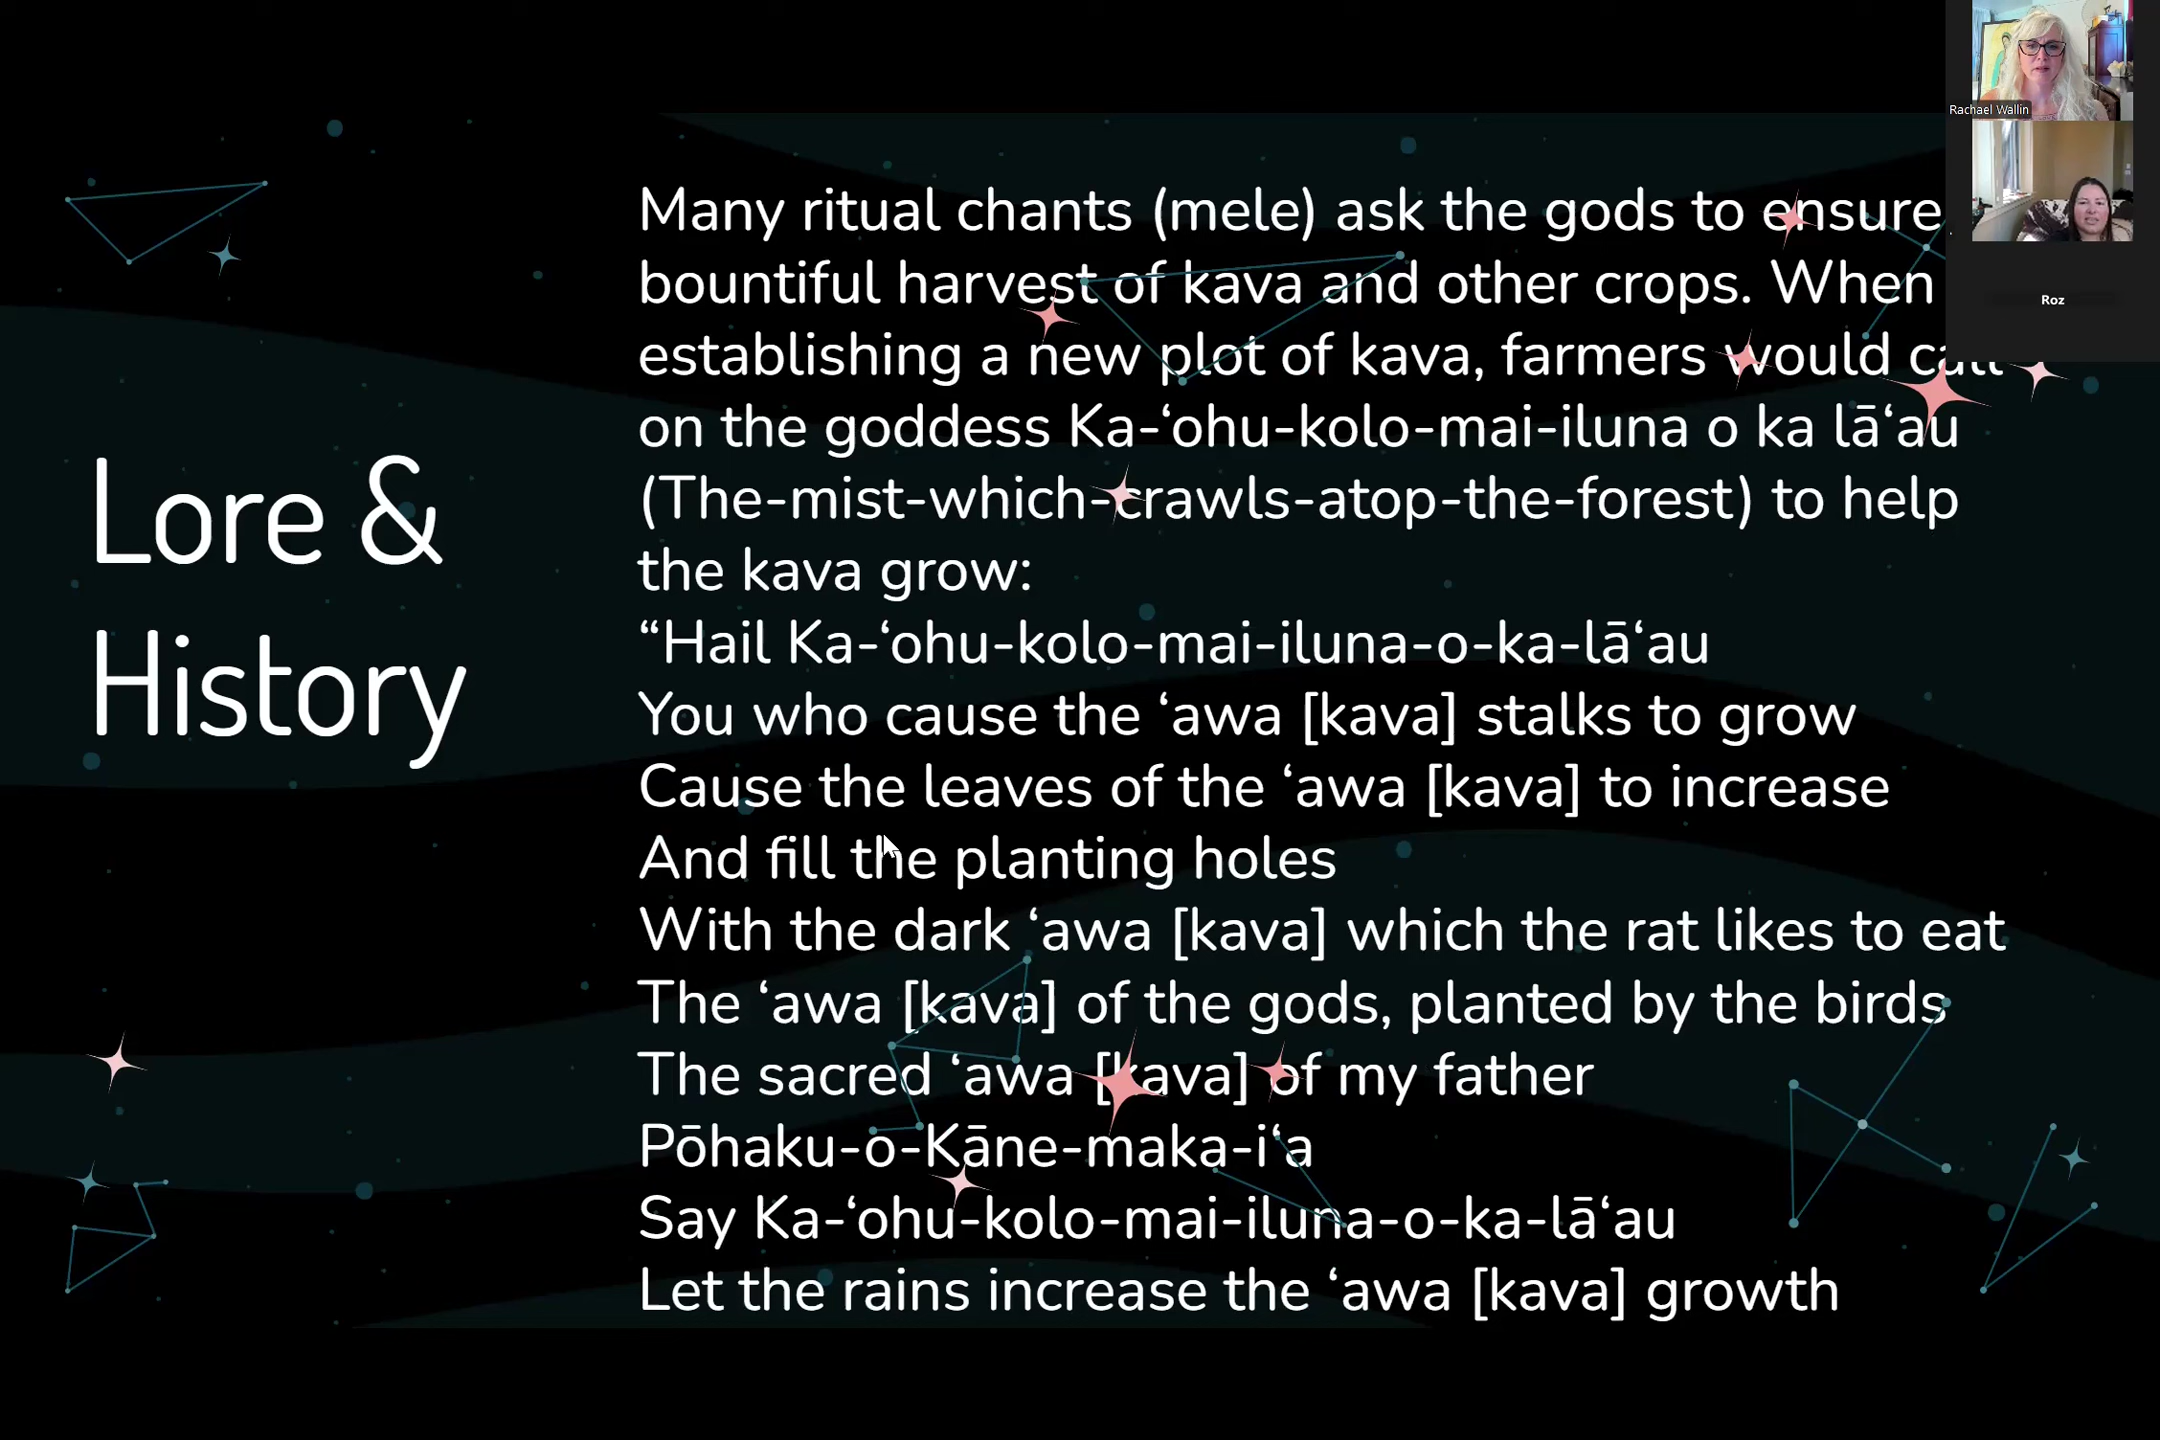 Lore &
History
Many ritual chants (mele) ask the gods to ensure
bountiful harvest of kava and other crops. When
establishing a new plot of kava, farmers would call
on the goddess Ka-ʻohu-kolo-mai-iluna o ka lāʻau
(The-mist-which-crawls-atop-the-forest) to help
the kava grow:
“Hail Ka-ʻohu-kolo-mai-iluna-o-ka-lāʻau
You who cause the ʻawa [kava] stalks to grow
Cause the leaves of the ʻawa [kava] to increase
And fill the planting holes
With the dark ʻawa [kava] which the rat likes to eat
The ʻawa [kava] of the gods, planted by the birds
The sacred ʻawa [kava] of my father
Pōhaku-o-Kāne-maka-iʻa
Say Ka-ʻohu-kolo-mai-iluna-o-ka-lāʻau
Let the rains increase the ʻawa [kava] growth
Rachael Wallin
Roz